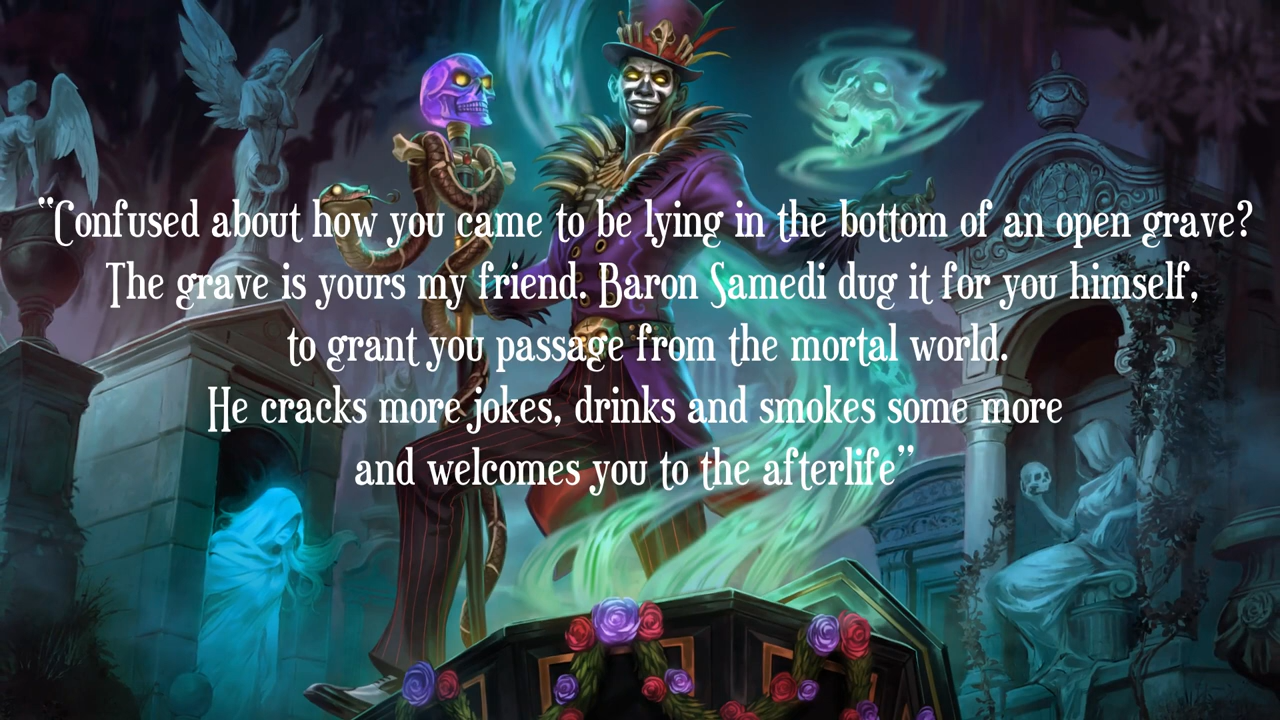 “Confused about how you came to be lying in the bottom of an open grave?
The grave is yours my friend. Baron Samedi dug it for you himself,
to grant you passage from the mortal world.
He cracks more jokes, drinks and smokes some more
and welcomes you to the afterlife”